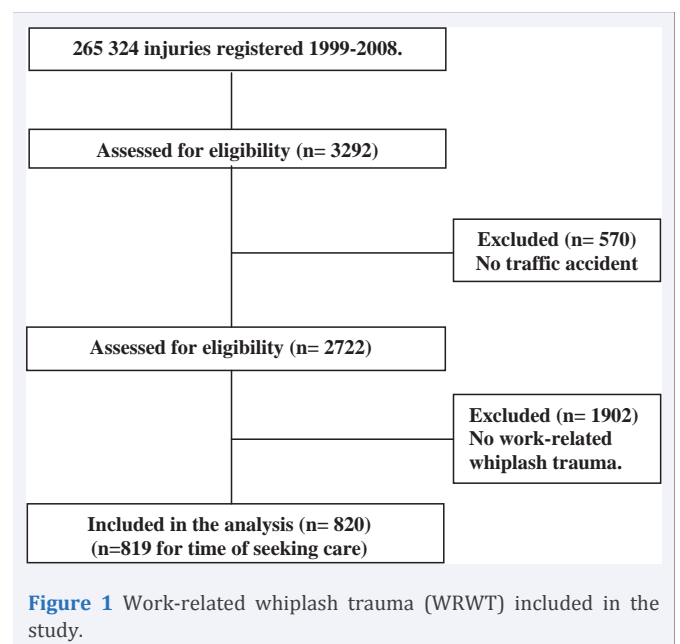 265 324 injuries registered 1999-2008.
Assessed for eligibility (n= 3292)
Excluded (n= 570)
No traffic accident
Assessed for eligibility (n= 2722)
Excluded (n= 1902)
No work-related
whiplash trauma.
Included in the analysis (n= 820)
(n=819 for time of seeking care)
Figure 1 Work-related whiplash trauma (WRWT) included in the
study.